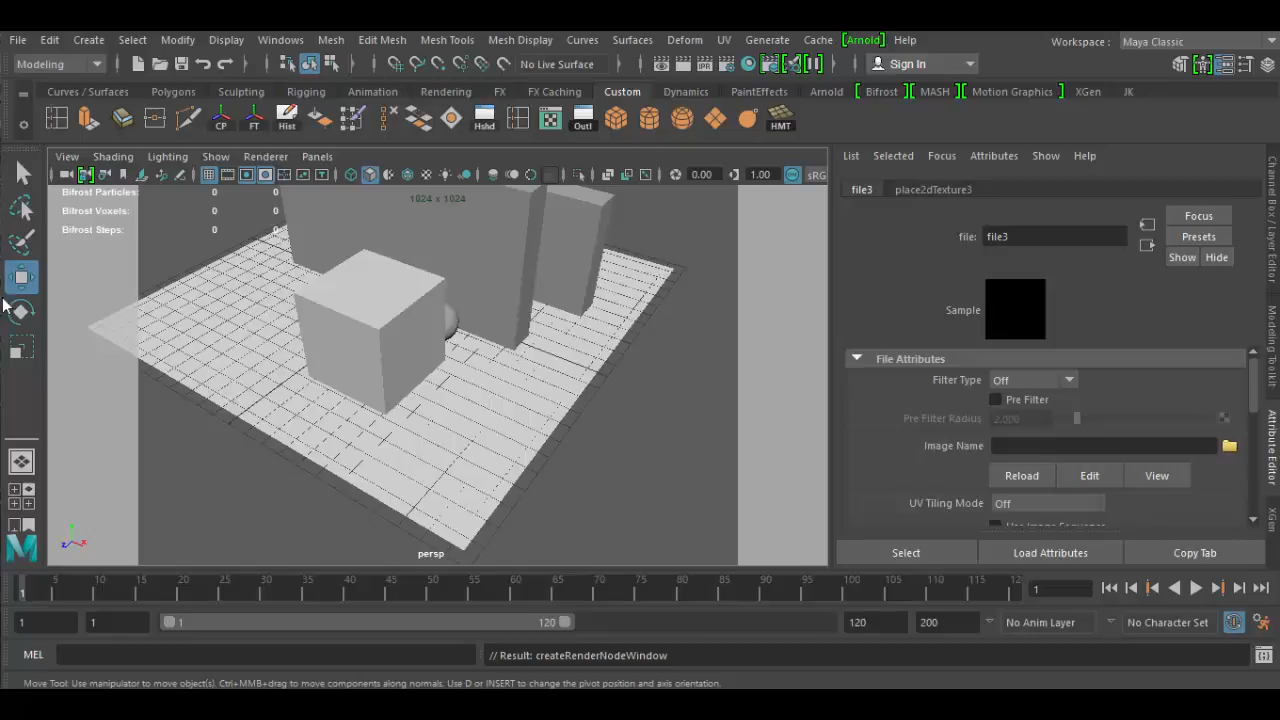 File Edit Create Select Modify Display Windows Mesh Edit Mesh Mesh Tools Mesh Display Curves Surfaces Deform UV Generate Cache [Arnold] Help Workspace : Maya Classic
Modeling No Live Surface Sign In
Curves / Surfaces Polygons Sculpting Rigging Animation Rendering FX FX Caching Custom Dynamics PaintEffects Arnold Bifrost MASH Motion Graphics XGen JK
CP FT Hist Hshd Outl HMT
View Shading Lighting Show Renderer Panels
List Selected Focus Attributes Show Help
0.00 1.00 sRG
file3 place2dTexture3
Bifrost Particles: 0 0
1024 x 1024
Bifrost Voxels: 0 0
Bifrost Steps: 0 0
Focus
file: file3
Presets
Show Hide
Sample
File Attributes
Filter Type Off
Pre Filter
Pre Filter Radius 2.000
Image Name
Reload Edit View
UV Tiling Mode Off
Use Image Sequence
persp
Select Load Attributes Copy Tab
Channel Box / Layer Editor
Modeling Toolkit
Attribute Editor
XGen
1 5 10 15 20 25 30 35 40 45 50 55 60 65 70 75 80 85 90 95 100 105 110 115 12 1
1 1 1 120 120 200 No Anim Layer No Character Set
MEL // Result: createRenderNodeWindow
Move Tool: Use manipulator to move object(s). Ctrl+MMB+drag to move components along normals. Use D or INSERT to change the pivot position and axis orientation.